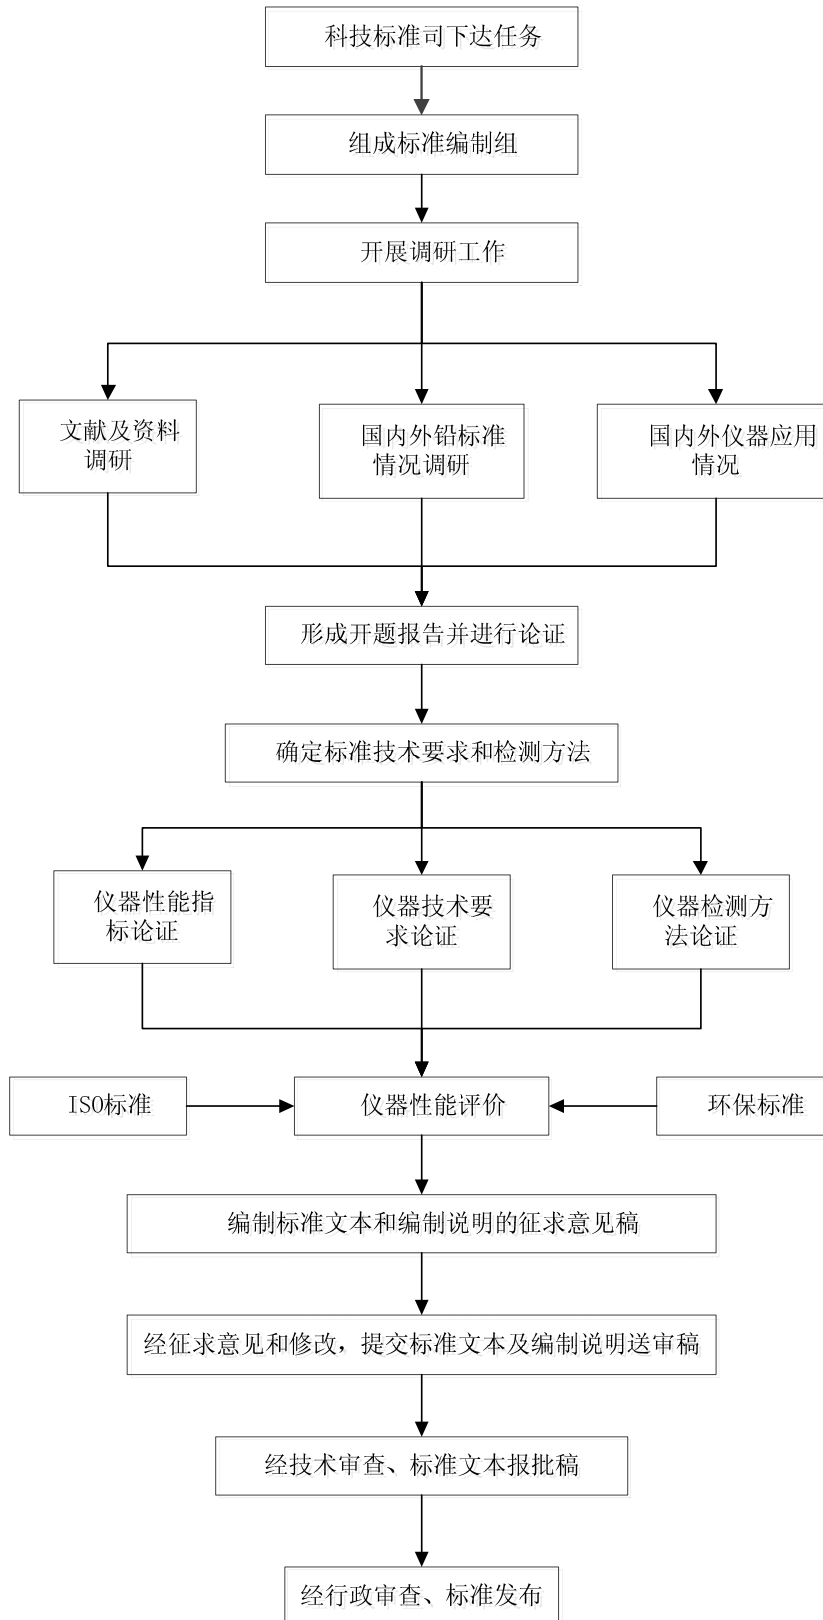 科技标准司下达任务
组成标准编制组
开展调研工作
文献及资料
调研
国内外铅标准
情况调研
国内外仪器应用
情况
形成开题报告并进行论证
确定标准技术要求和检测方法
仪器性能指
标论证
仪器技术要
求论证
仪器检测方
法论证
ISO标准
仪器性能评价
环保标准
编制标准文本和编制说明的征求意见稿
经征求意见和修改，提交标准文本及编制说明送审稿
经技术审查、标准文本报批稿
经行政审查、标准发布